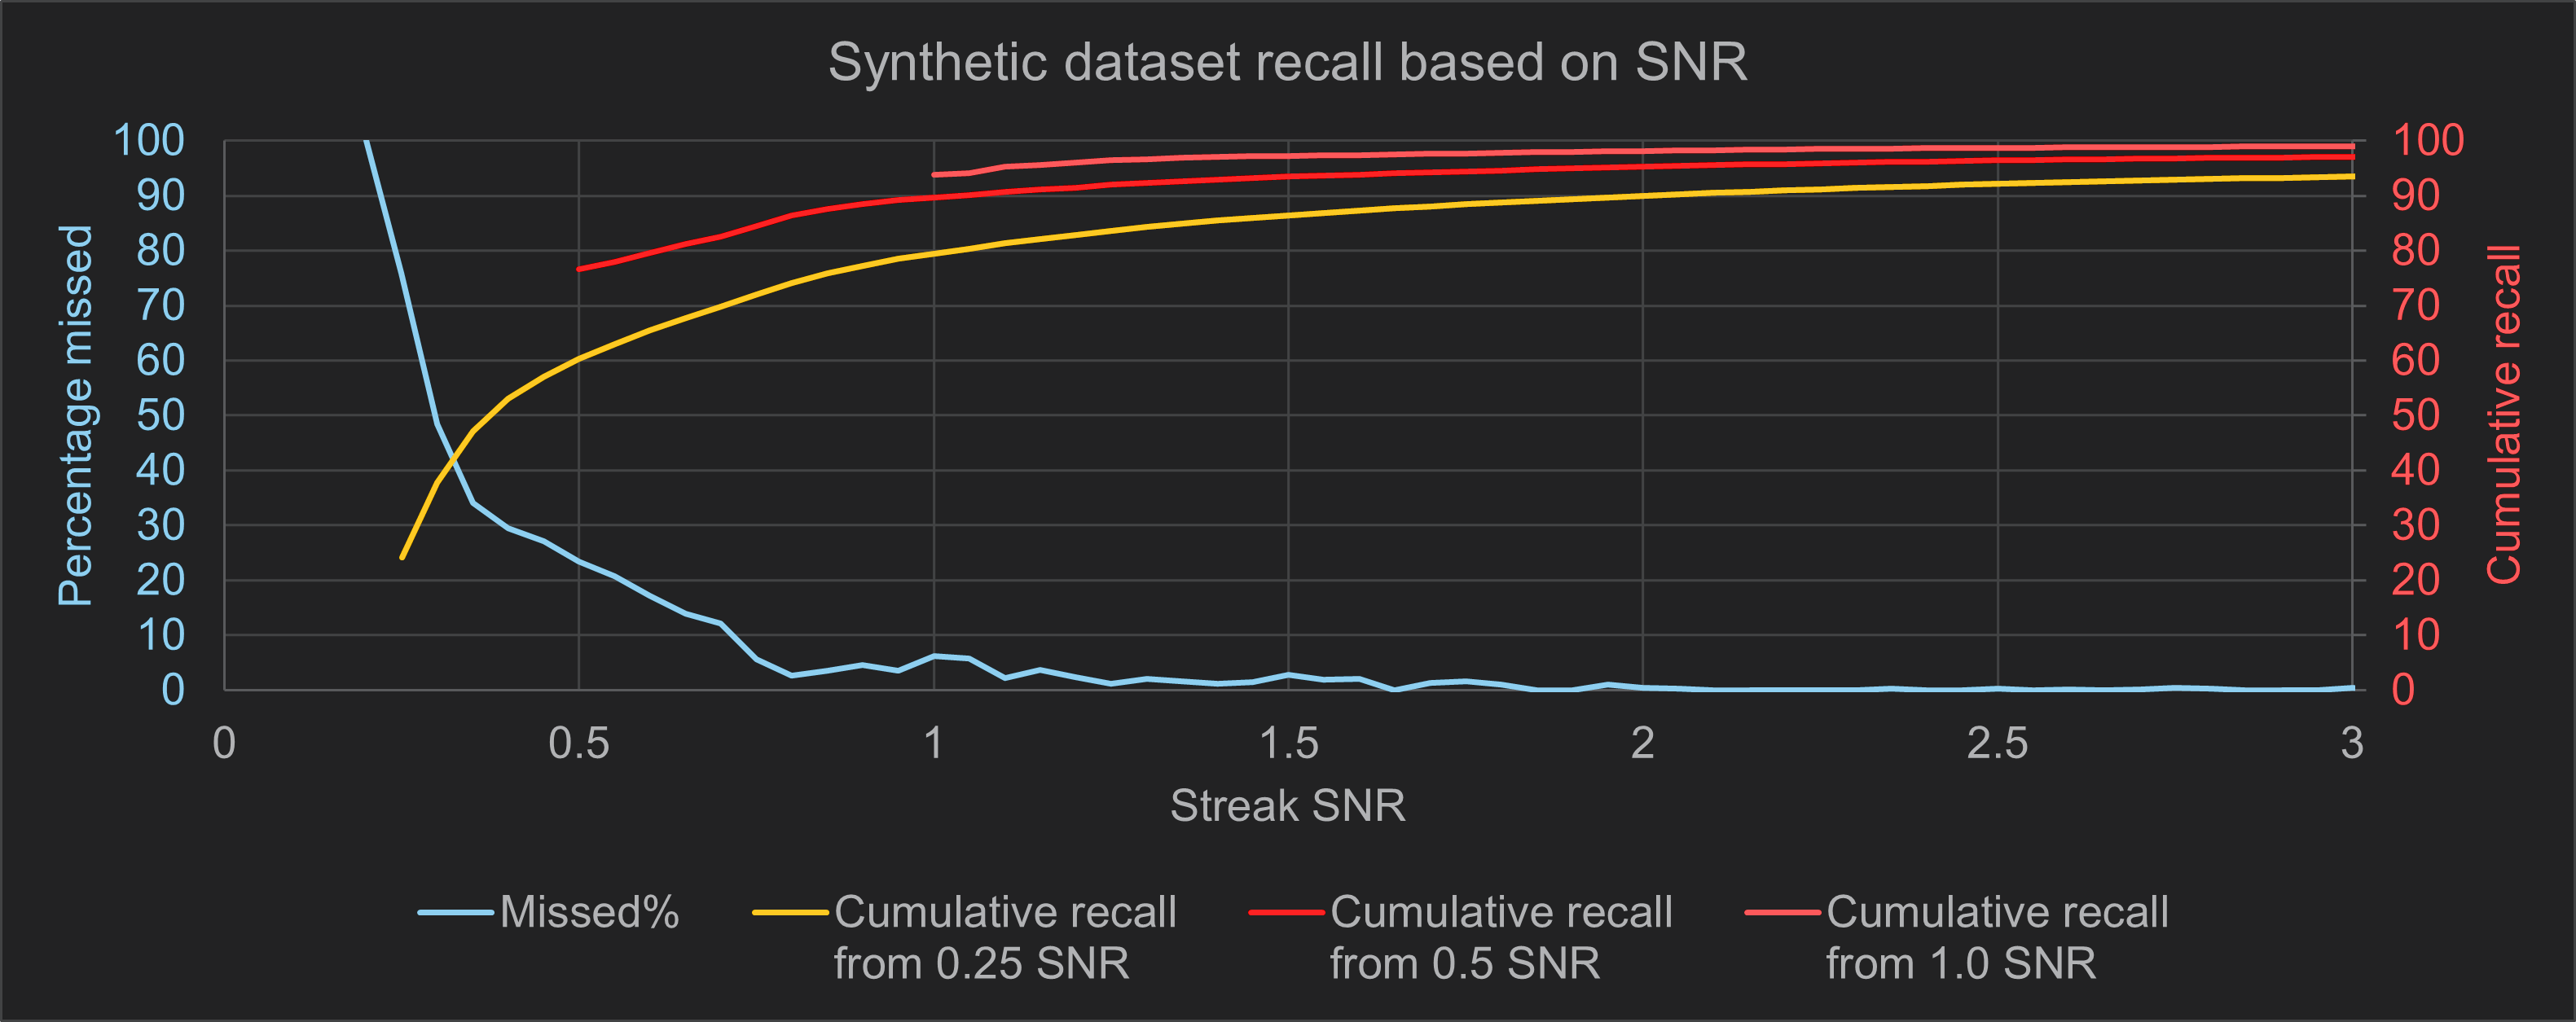 Synthetic dataset recall based on SNR
Percentage missed
100
90
80
70
60
50
40
30
20
10
0
100
90
80
70
60
50
40
30
20
10
0
Cumulative recall
0 0.5 1 1.5 2 2.5 3
Streak SNR
Missed%
Cumulative recall
from 0.25 SNR
Cumulative recall
from 0.5 SNR
Cumulative recall
from 1.0 SNR